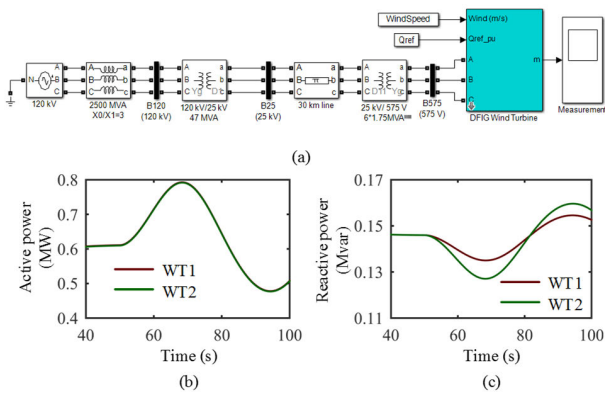 WindSpeed
Wind (m/s)
Qref
Qref_pu
A
B
C
m
DFIG Wind Turbine
Measurement
N
A
B
C
120 kV
A
B
C
a
b
c
2500 MVA
X0/X1=3
B120
(120 kV)
A
B
C
a
b
c
Yg
D1
120 kV/25 kV
47 MVA
B25
(25 kV)
A
B
C
a
b
c
30 km line
A
B
C
a
b
c
D1
Yg
25 kV/ 575 V
6*1.75MVA
B575
(575 V)
(a)
Active power
(MW)
0.8
0.7
0.6
0.5
0.4
WT1
WT2
40
60
80
100
Time (s)
(b)
Reactive power
(Mvar)
0.17
0.15
0.13
0.11
WT1
WT2
40
60
80
100
Time (s)
(c)